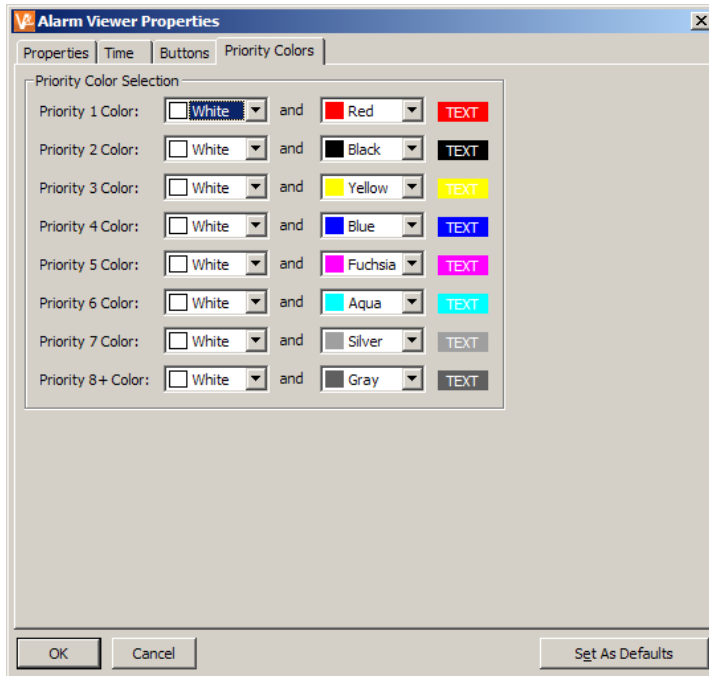 Alarm Viewer Properties
Properties Time Buttons Priority Colors
Priority Color Selection
Priority 1 Color: White and Red TEXT
Priority 2 Color: White and Black TEXT
Priority 3 Color: White and Yellow TEXT
Priority 4 Color: White and Blue TEXT
Priority 5 Color: White and Fuchsia TEXT
Priority 6 Color: White and Aqua TEXT
Priority 7 Color: White and Silver TEXT
Priority 8+ Color: White and Gray TEXT
OK Cancel Set As Defaults